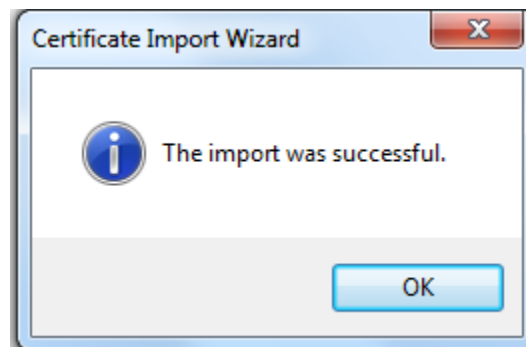 Certificate Import Wizard
The import was successful.
OK